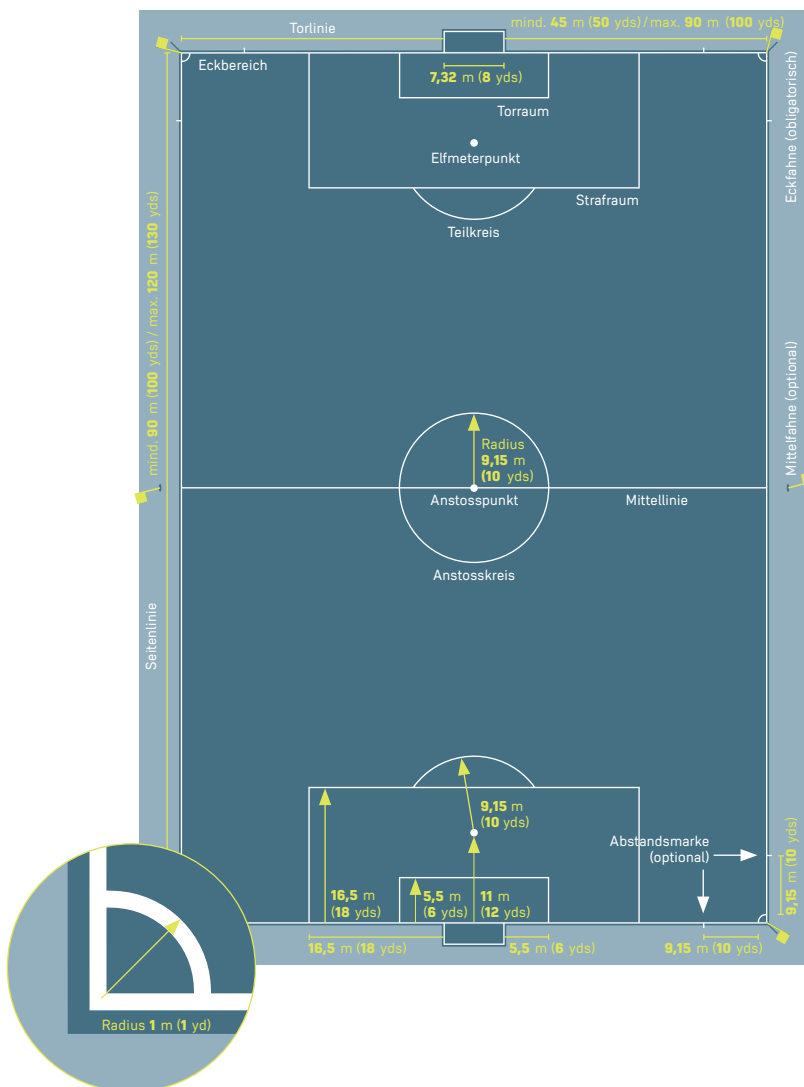 Torlinie
mind. 45 m (50 yds) / max. 90 m (100 yds)
Eckbereich
7,32 m (8 yds)
Torraum
Elfmeterpunkt
Strafraum
Teilkreis
Eckfahne (obligatorisch)
mind. 90 m (100 yds) / max. 120 m (130 yds)
Mittelfahne (optional)
Radius
9,15 m
(10 yds)
Anstosspunkt
Mittellinie
Anstosskreis
Seitenlinie
9,15 m
(10 yds)
Abstandsmarke
(optional)
9,15 m (10 yds)
16,5 m
(18 yds)
5,5 m
(6 yds)
11 m
(12 yds)
16,5 m (18 yds)
5,5 m (6 yds)
9,15 m (10 yds)
Radius 1 m (1 yd)